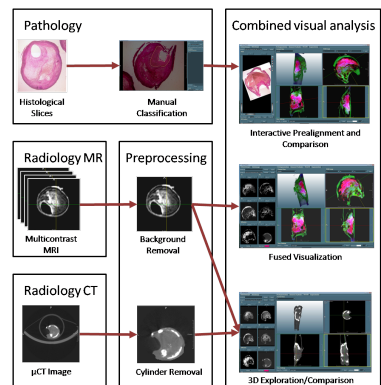 Pathology
Combined visual analysis
Histological
Slices
Manual
Classification
Interactive Prealignment and
Comparison
Radiology MR
Preprocessing
Multicontrast
MRI
Background
Removal
Fused Visualization
Radiology CT
µCT Image
Cylinder Removal
3D Exploration/Comparison